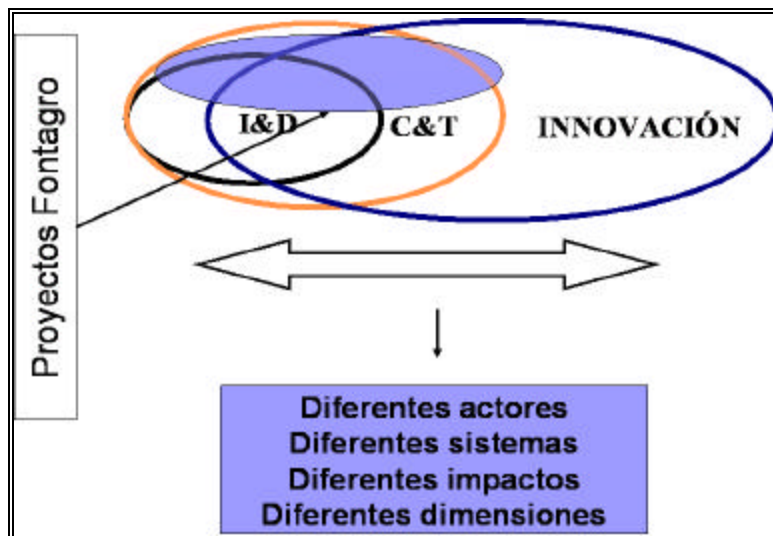 I&D
C&T
INNOVACIÓN
Proyectos Fontagro
Diferentes actores
Diferentes sistemas
Diferentes impactos
Diferentes dimensiones